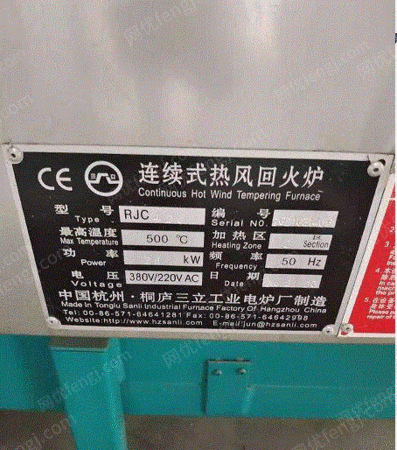 CE 连续式热风回火炉
Continuous Hot Wind Tempering Furnace
型号 RJC 编号
Type Serial N0.
最高温度 500 ℃ 加热区 区
Max Temperature Heating Zone Section
功率 kW 频率 50 Hz
Power Frequency
电压 380V/220V AC 日期
Voltage Date
中国杭州·桐庐三立工业电炉厂制造
Made in Tonglu Sanli Industrial Furnace Factory Of Hangzhou China
Tel: 00-86-571-64641281 Fax: 00-86-571-64642988
Website:http://www.hzsanli.com E-mail:jun@hzsanli.com